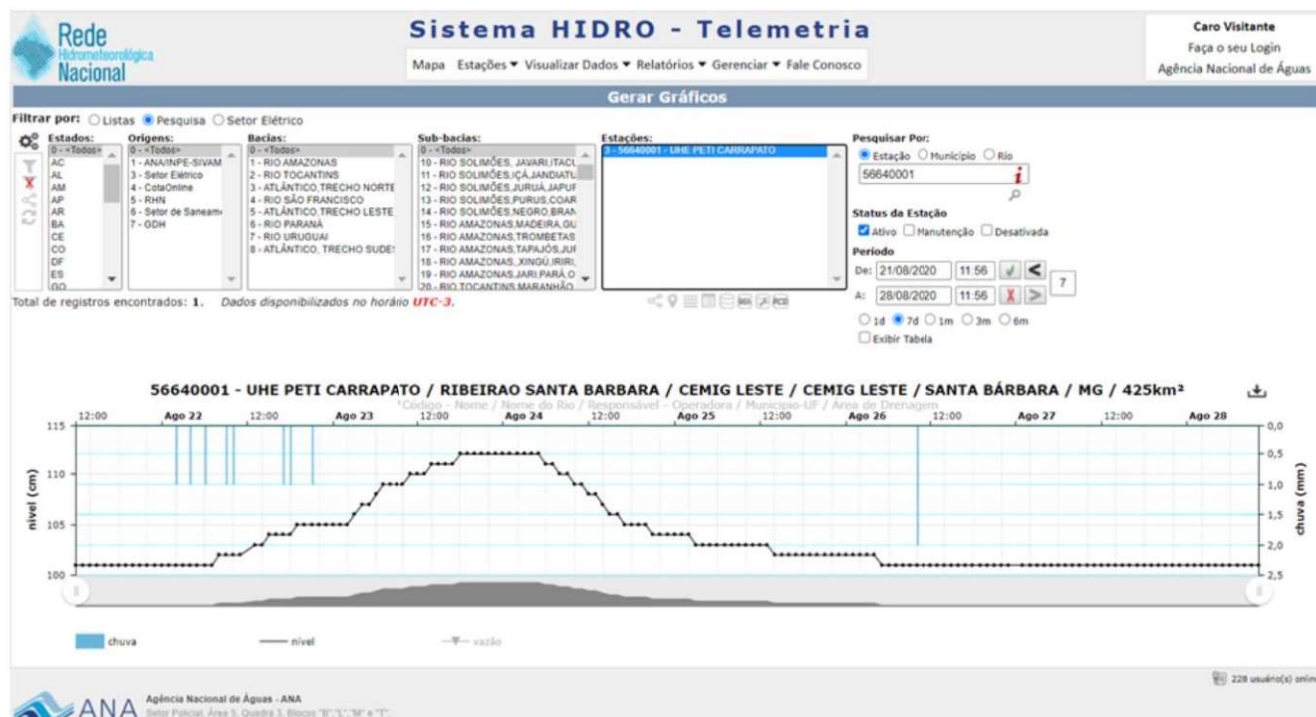 Rede
Hidrometeorológica
Nacional
Sistema HIDRO - Telemetria
Mapa Estações Visualizar Dados Relatórios Gerenciar Fale Conosco
Caro Visitante
Faça o seu Login
Agência Nacional de Águas
Gerar Gráficos
Filtrar por: Listas Pesquisa Setor Elétrico
Estados:
0 - <Todos>
AC
AL
AM
AP
AR
BA
CE
CO
DF
ES
GO
Origens:
0 - <Todos>
1 - ANA/INPE-SIVAM
3 - Setor Elétrico
4 - CotaOnline
5 - RHN
6 - Setor de Saneam
7 - GDH
Bacias:
0 - <Todos>
1 - RIO AMAZONAS
2 - RIO TOCANTINS
3 - ATLÂNTICO,TRECHO NORTE
4 - RIO SÃO FRANCISCO
5 - ATLÂNTICO,TRECHO LESTE
6 - RIO PARANÁ
7 - RIO URUGUAI
8 - ATLÂNTICO, TRECHO SUDE
Sub-bacias:
0 - <Todos>
10 - RIO SOLIMÕES, JAVARI,ITACU
11 - RIO SOLIMÕES,IÇÁ,JANDIATU
12 - RIO SOLIMÕES,JURUÁ,JAPUR
13 - RIO SOLIMÕES,PURUS,COAR
14 - RIO SOLIMÕES,NEGRO,BRAN
15 - RIO AMAZONAS,MADEIRA,GU
16 - RIO AMAZONAS,TROMBETAS
17 - RIO AMAZONAS,TAPAJÓS,JUR
18 - RIO AMAZONAS,.XINGÚ,IRIRI,
19 - RIO AMAZONAS,JARI,PARÁ,O
20 - RIO TOCANTINS,MARANHÃO
Estações:
3 - 56640001 - UHE PETI CARRAPATO
Pesquisar Por:
Estação Município Rio
56640001
Status da Estação
Ativo Manutenção Desativada
Período
De: 21/08/2020 11:56
A: 28/08/2020 11:56
7
1d 7d 1m 3m 6m
Exibir Tabela
Total de registros encontrados: 1. Dados disponibilizados no horário UTC-3.
PCD
56640001 - UHE PETI CARRAPATO / RIBEIRAO SANTA BARBARA / CEMIG LESTE / CEMIG LESTE / SANTA BÁRBARA / MG / 425km²
*Código - Nome / Nome do Rio / Responsável - Operadora / Município-UF / Área de Drenagem
12:00 Ago 22 12:00 Ago 23 12:00 Ago 24 12:00 Ago 25 12:00 Ago 26 12:00 Ago 27 12:00 Ago 28
nível (cm)
115
110
105
100
0,0
0,5
1,0
1,5
2,0
2,5
chuva (mm)
chuva nível vazão
228 usuário(s) online
ANA
Agência Nacional de Águas - ANA
Setor Policial, Área 5, Quadra 3, Blocos "B","L","M" e "T".